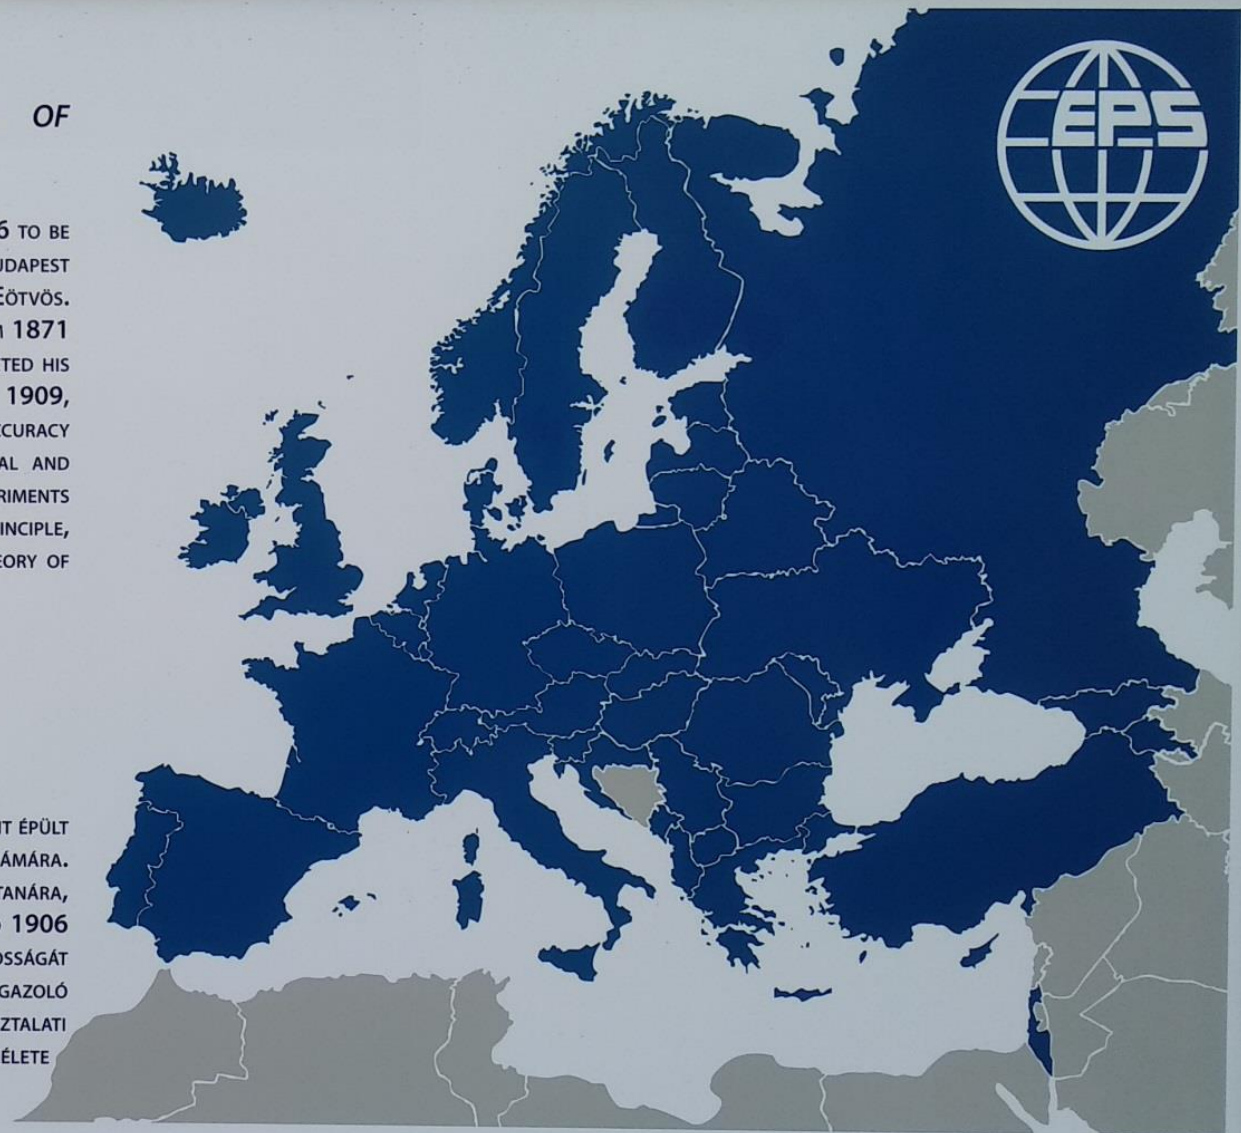 OF
6 TO BE
UDAPEST
EÖTVÖS.
1871
TED HIS
1909,
CCURACY
AL AND
RIMENTS
INCIPLE,
EORY OF
T ÉPÜLT
ÁMÁRA.
TANÁRA,
1906
OSSÁGÁT
GAZOLÓ
ZTALATI
ÉLETE
EPS